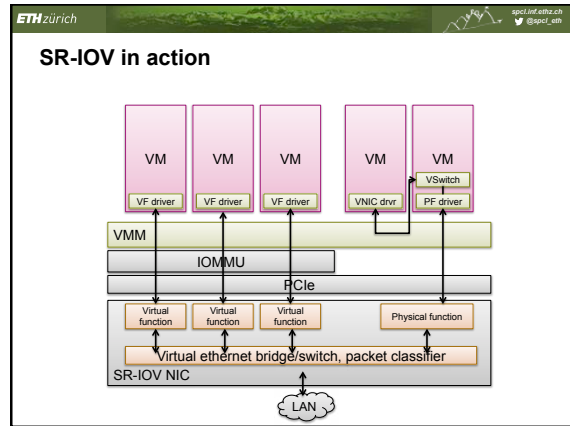 ETHzürich
spcl.inf.ethz.ch
@spcl_eth
SR-IOV in action
VM
VM
VM
VM
VM
VSwitch
VF driver
VF driver
VF driver
VNIC drvr
PF driver
VMM
IOMMU
PCIe
Virtual
function
Virtual
function
Virtual
function
Physical function
Virtual ethernet bridge/switch, packet classifier
SR-IOV NIC
LAN